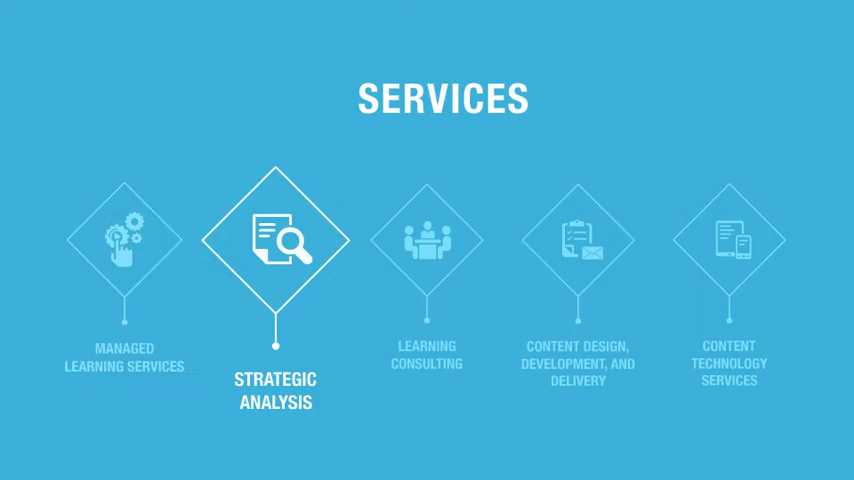 SERVICES
MANAGED
LEARNING SERVICES
STRATEGIC
ANALYSIS
LEARNING
CONSULTING
CONTENT DESIGN,
DEVELOPMENT, AND
DELIVERY
CONTENT
TECHNOLOGY
SERVICES